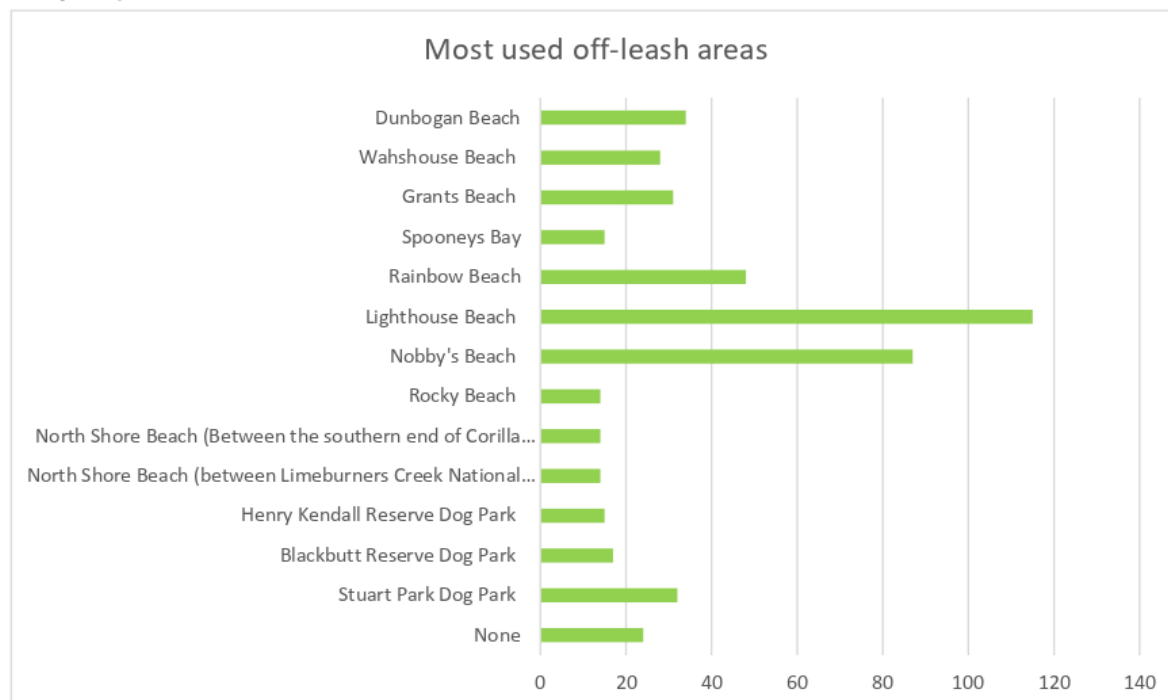 Most used off-leash areas
Dunbogan Beach
Wahshouse Beach
Grants Beach
Spooneys Bay
Rainbow Beach
Lighthouse Beach
Nobby's Beach
Rocky Beach
North Shore Beach (Between the southern end of Corilla...
North Shore Beach (between Limeburners Creek National...
Henry Kendall Reserve Dog Park
Blackbutt Reserve Dog Park
Stuart Park Dog Park
None
0 20 40 60 80 100 120 140